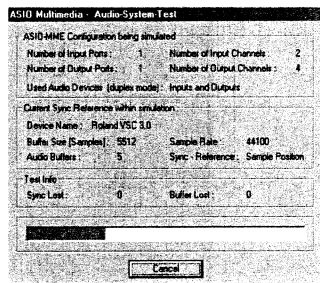 ASIO Multimedia - Audio-System-Test
ASIO-MME Configuration being simulated
Number of Input Ports : 1 Number of Input Channels : 2
Number of Output Ports : 1 Number of Output Channels : 4
Used Audio Devices (duplex mode) : Inputs and Outputs
Current Sync Reference within simulation
Device Name : Roland VSC 3.0
Buffer Size [Samples] : 5512 Sample Rate : 44100
Audio Buffers : 5 Sync - Reference : Sample Position
Test Info
Sync Lost : 0 Buffer Lost : 0
Cancel